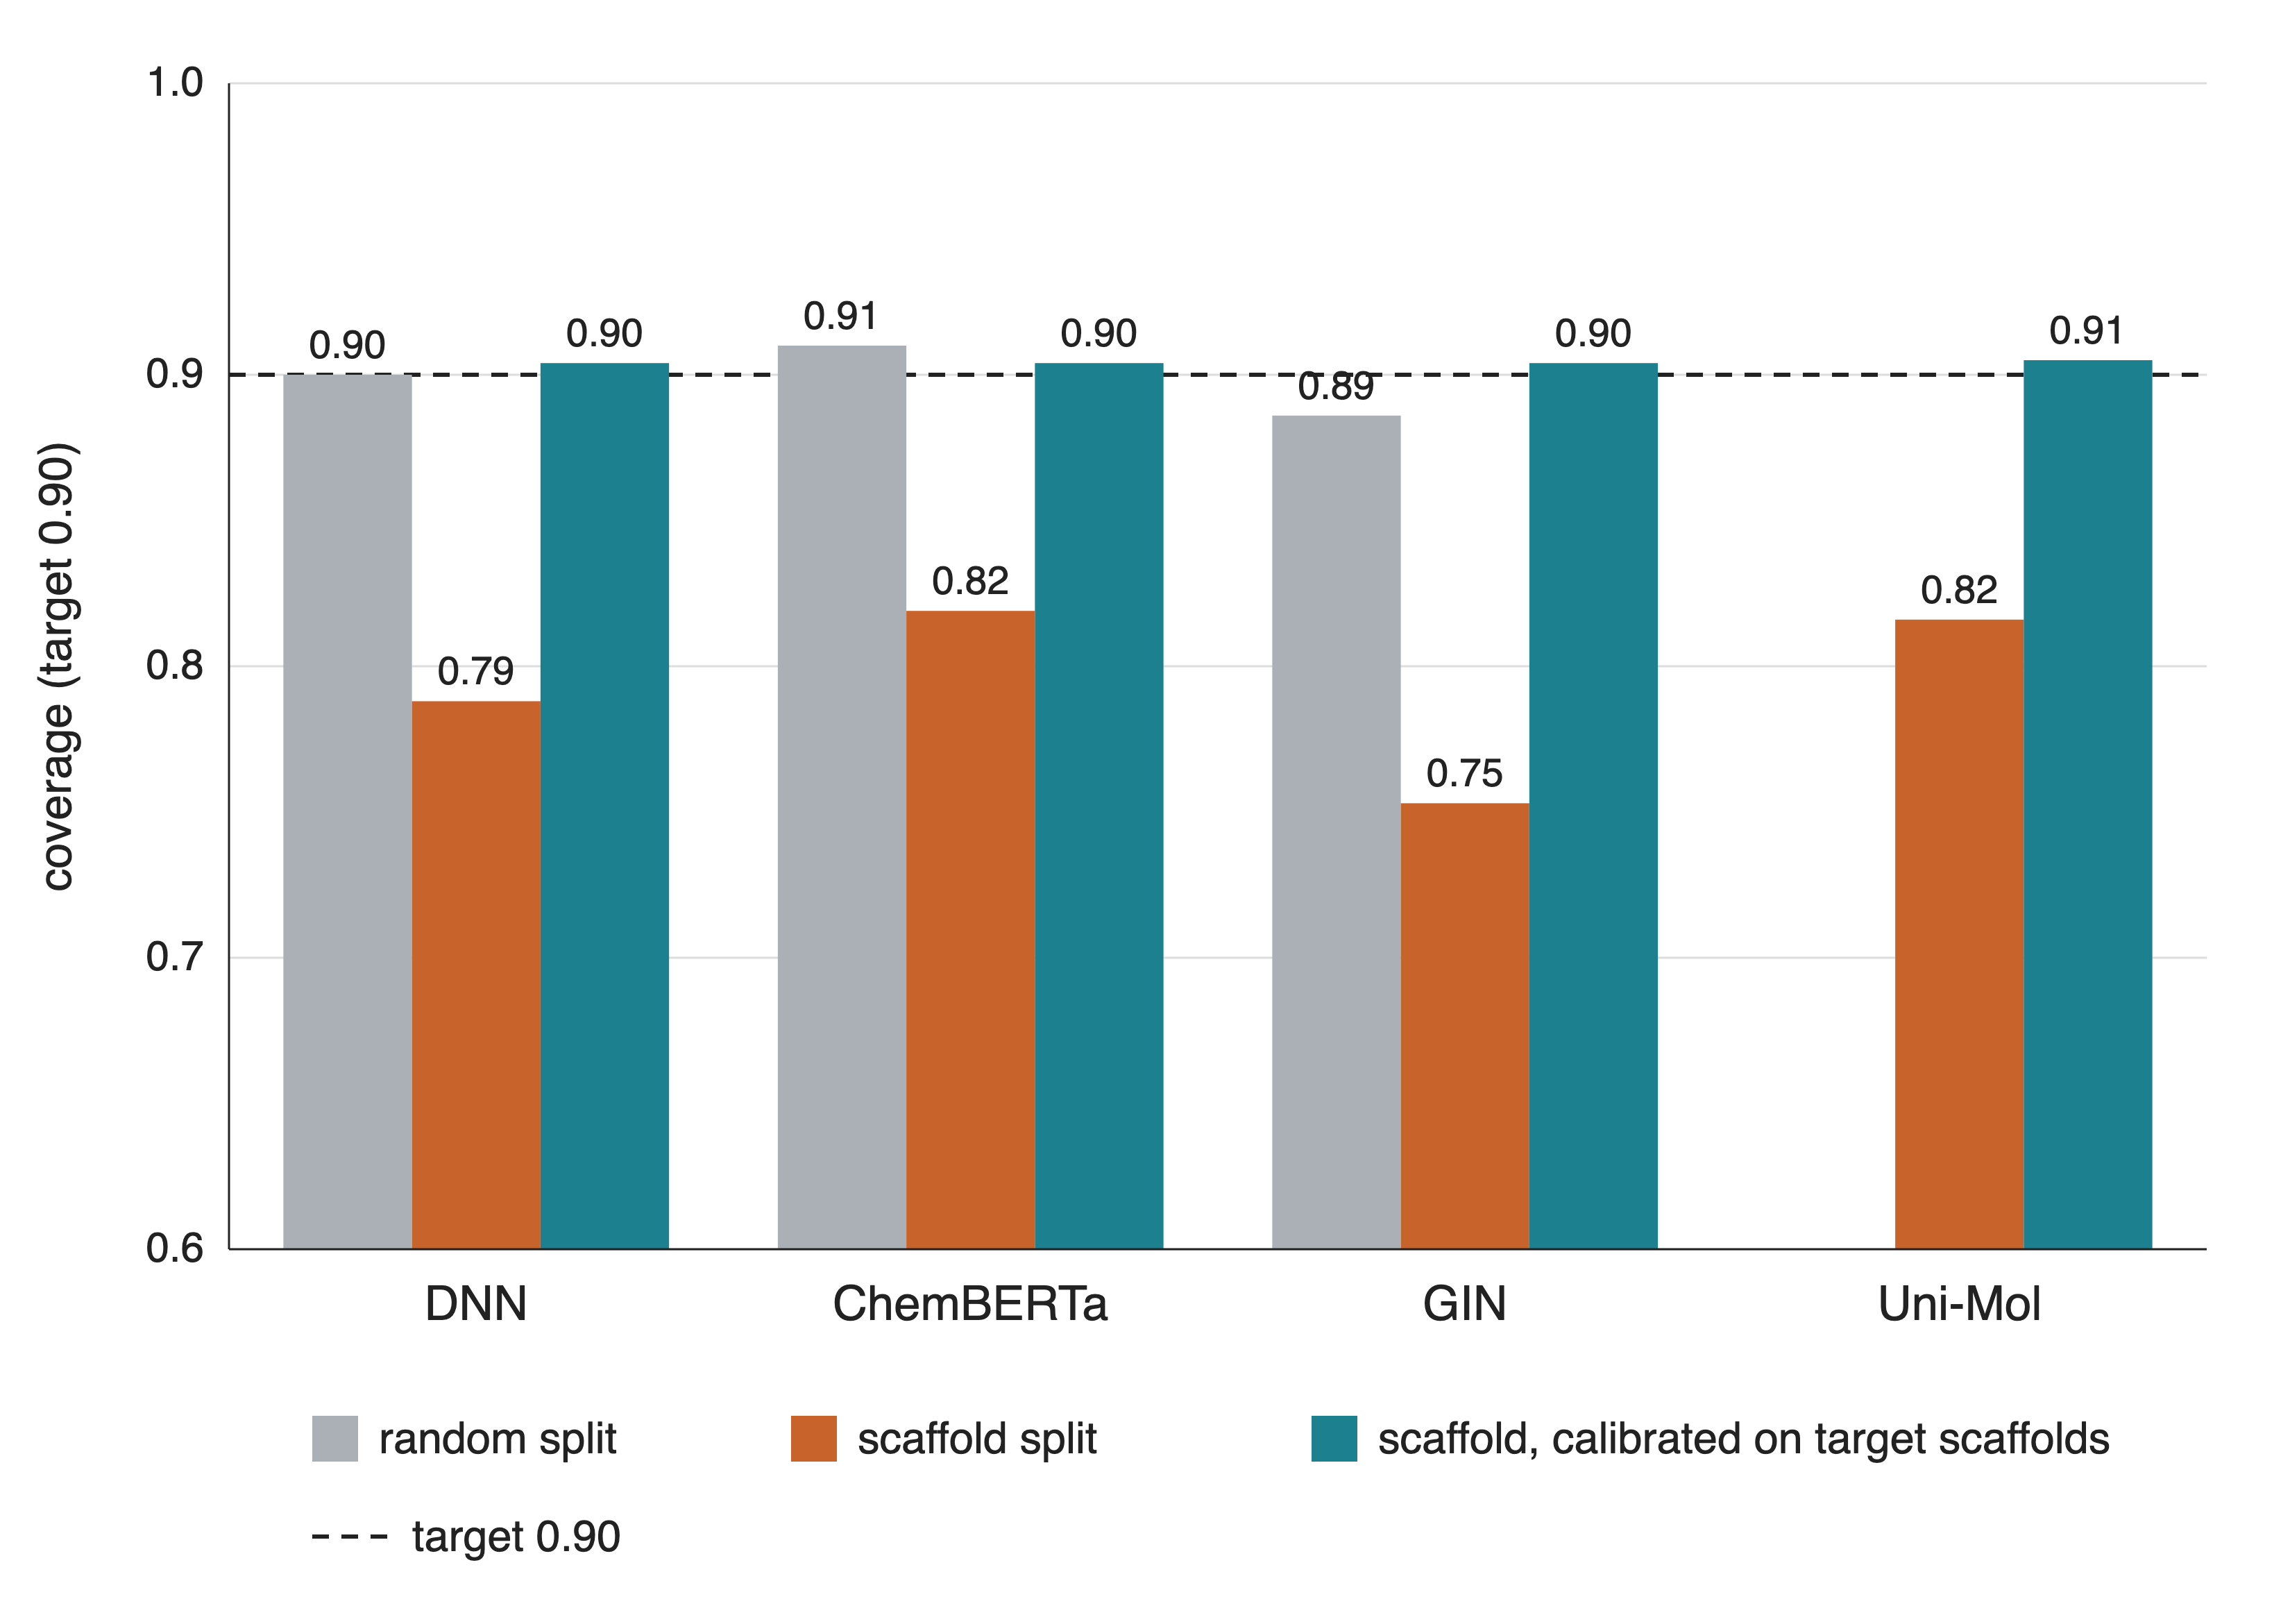 1.0
0.9
0.8
0.7
0.6
coverage (target 0.90)
0.90
0.79
0.90
0.91
0.82
0.90
0.89
0.75
0.90
0.82
0.91
DNN
ChemBERTa
GIN
Uni-Mol
random split
scaffold split
scaffold, calibrated on target scaffolds
target 0.90